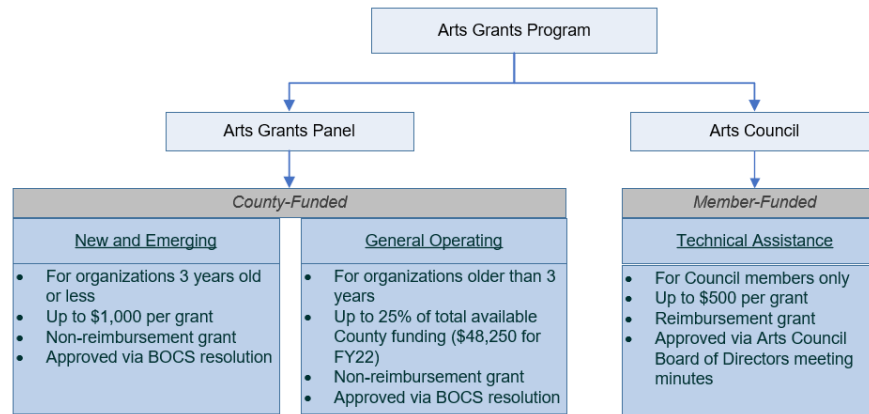 Arts Grants Program
Arts Grants Panel
Arts Council
County-Funded
Member-Funded
New and Emerging
• For organizations 3 years old
or less
• Up to $1,000 per grant
• Non-reimbursement grant
• Approved via BOCS resolution
General Operating
• For organizations older than 3
years
• Up to 25% of total available
County funding ($48,250 for
FY22)
• Non-reimbursement grant
• Approved via BOCS resolution
Technical Assistance
• For Council members only
• Up to $500 per grant
• Reimbursement grant
• Approved via Arts Council
Board of Directors meeting
minutes